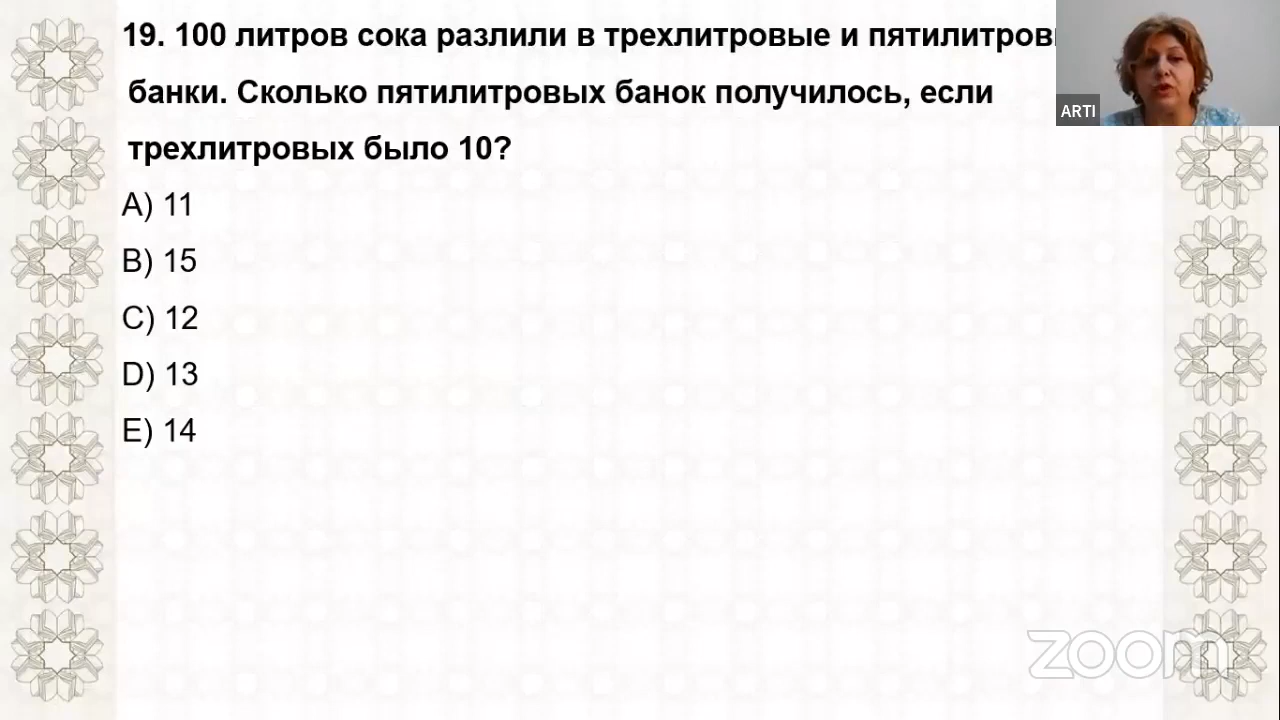 19. 100 литров сока разлили в трехлитровые и
банки. Сколько пятилитровых банок получилось, если
трехлитровых было 10?
A) 11
B) 15
C) 12
D) 13
E) 14
ARTI
zoom